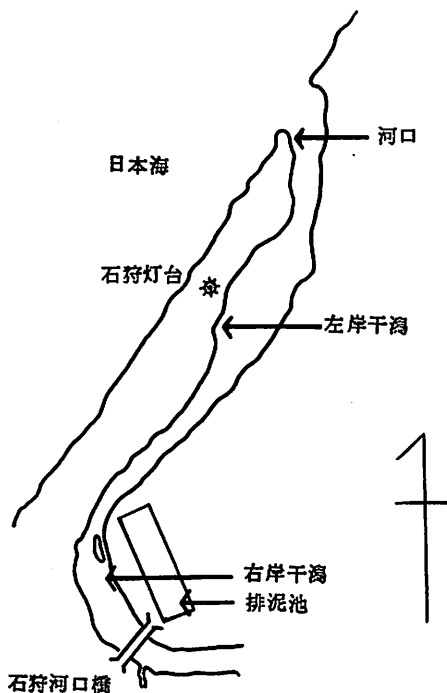 河口
日本海
石狩灯台
左岸干潟
右岸干潟
排泥池
石狩河口橋